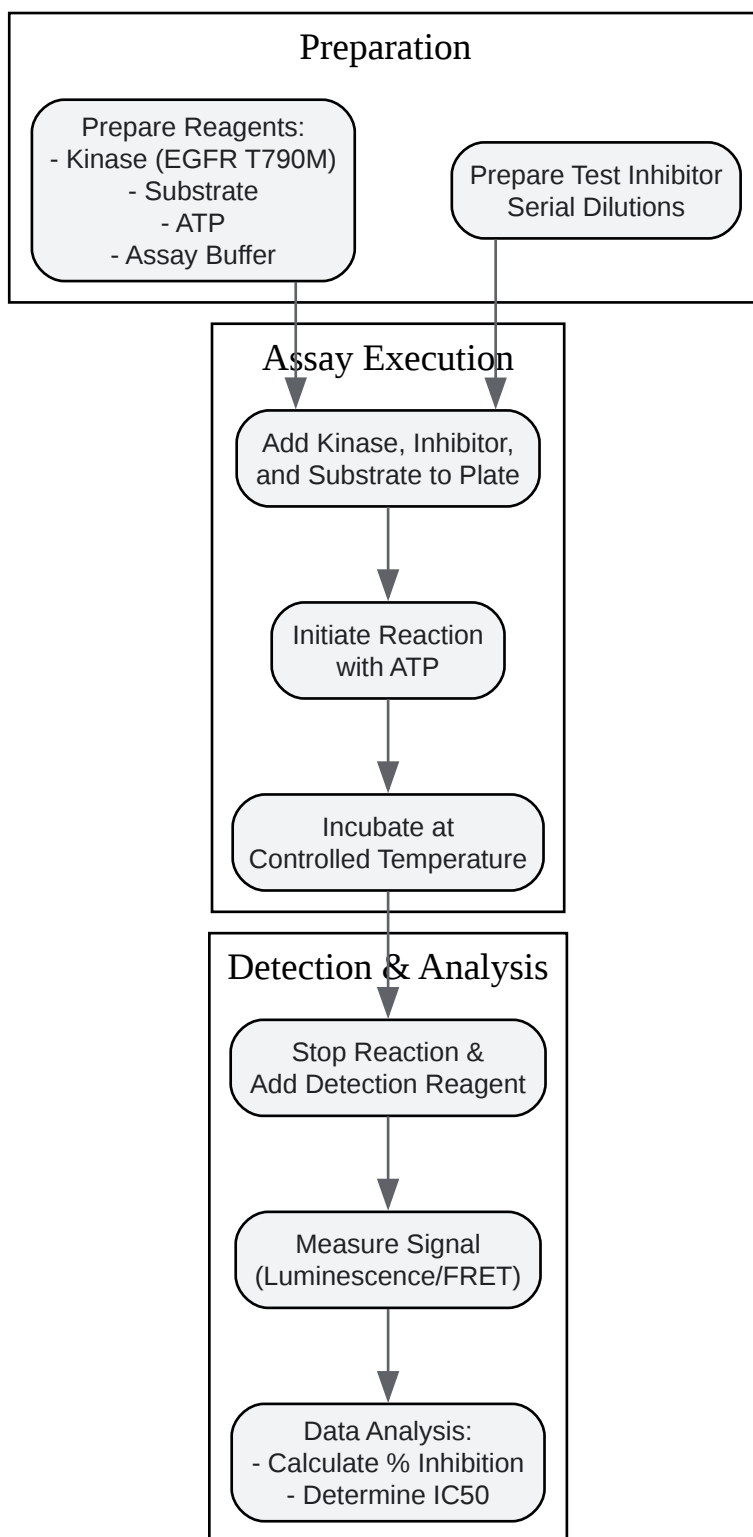 Preparation
Prepare Reagents:
- Kinase (EGFR T790M)
- Substrate
- ATP
- Assay Buffer
Prepare Test Inhibitor
Serial Dilutions
Assay Execution
Add Kinase, Inhibitor,
and Substrate to Plate
Initiate Reaction
with ATP
Incubate at
Controlled Temperature
Detection & Analysis
Stop Reaction &
Add Detection Reagent
Measure Signal
(Luminescence/FRET)
Data Analysis:
- Calculate % Inhibition
- Determine IC50